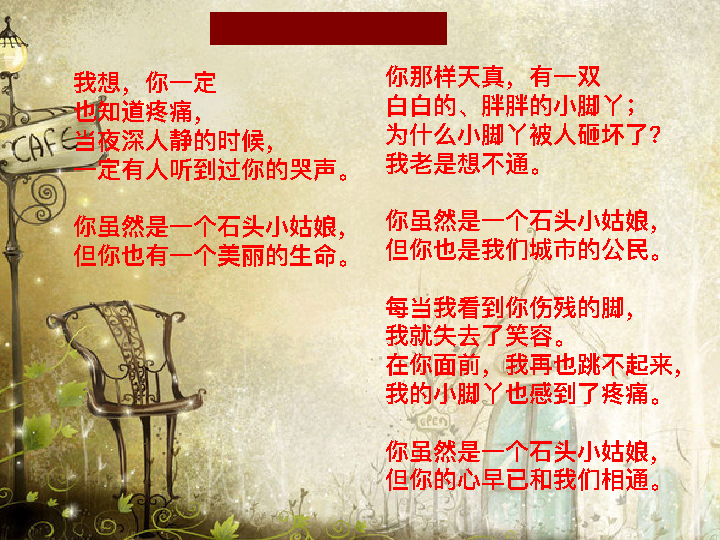 CAFE
我想，你一定
也知道疼痛，
当夜深人静的时候，
一定有人听到过你的哭声。
你虽然是一个石头小姑娘，
但你也有一个美丽的生命。
你那样天真，有一双
白白的、胖胖的小脚丫；
为什么小脚丫被人砸坏了？
我老是想不通。
你虽然是一个石头小姑娘，
但你也是我们城市的公民。
每当我看到你伤残的脚，
我就失去了笑容。
在你面前，我再也跳不起来，
我的小脚丫也感到了疼痛。
你虽然是一个石头小姑娘，
但你的心早已和我们相通。
open